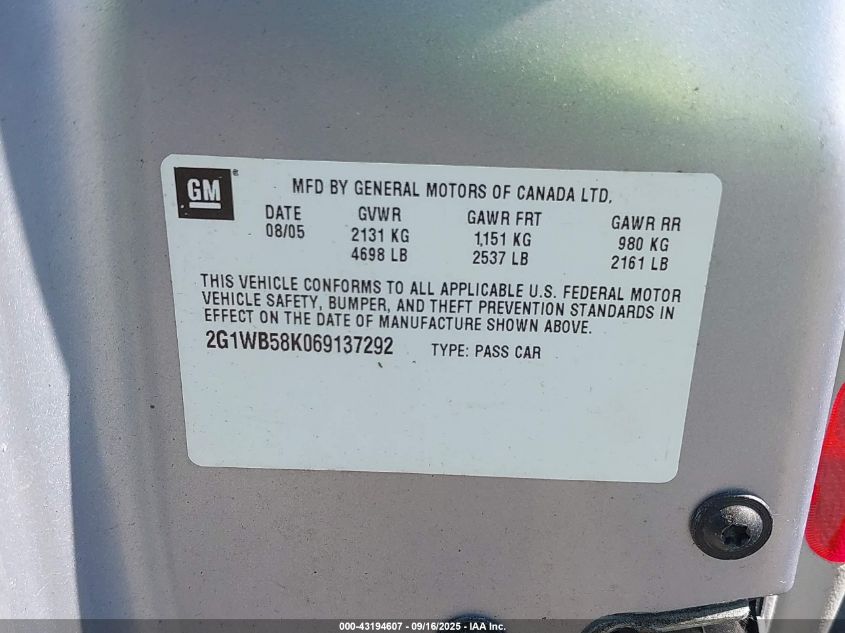 GM
MFD BY GENERAL MOTORS OF CANADA LTD,
DATE GVWR GAWR FRT GAWR RR
08/05 2131 KG 1,151 KG 980 KG
4698 LB 2537 LB 2161 LB
THIS VEHICLE CONFORMS TO ALL APPLICABLE U.S. FEDERAL MOTOR
VEHICLE SAFETY, BUMPER, AND THEFT PREVENTION STANDARDS IN
EFFECT ON THE DATE OF MANUFACTURE SHOWN ABOVE.
2G1WB58K069137292 TYPE: PASS CAR
000-43194607 - 09/16/2025 - IAA Inc.